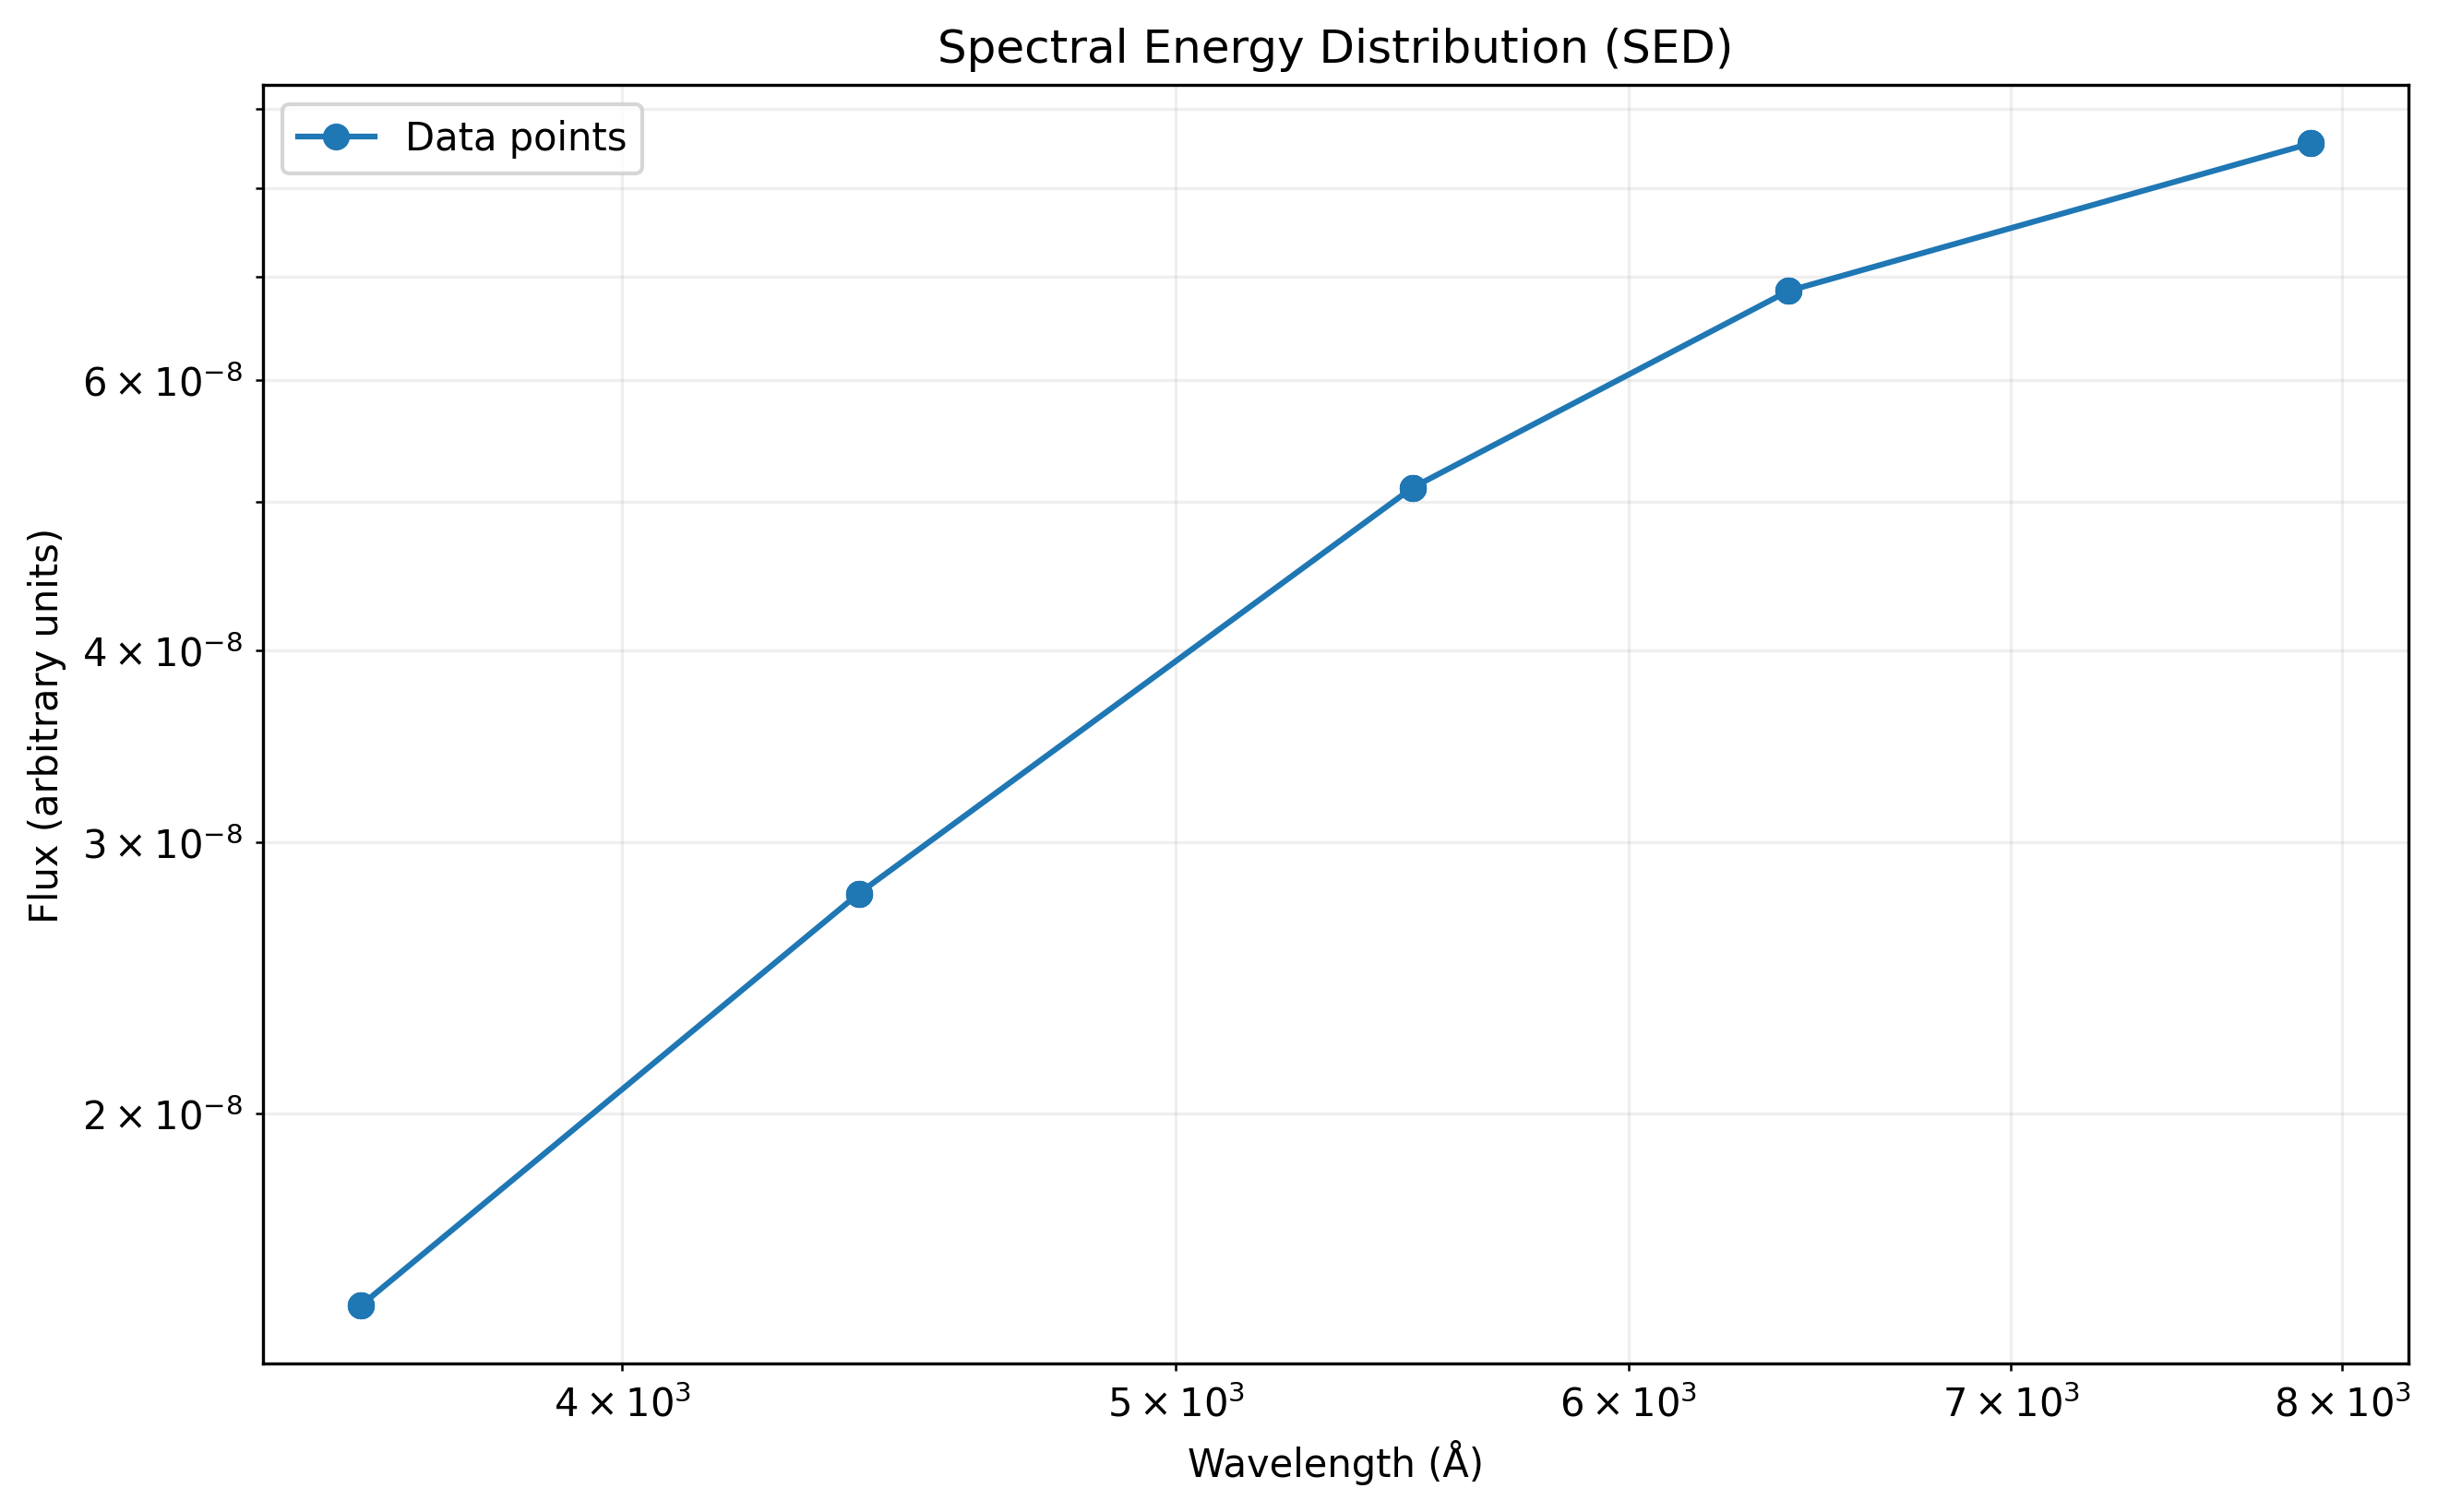 Spectral Energy Distribution (SED)
Data points
6 × 10⁻⁸
4 × 10⁻⁸
3 × 10⁻⁸
2 × 10⁻⁸
Flux (arbitrary units)
4 × 10³ 5 × 10³ 6 × 10³ 7 × 10³ 8 × 10³
Wavelength (Å)